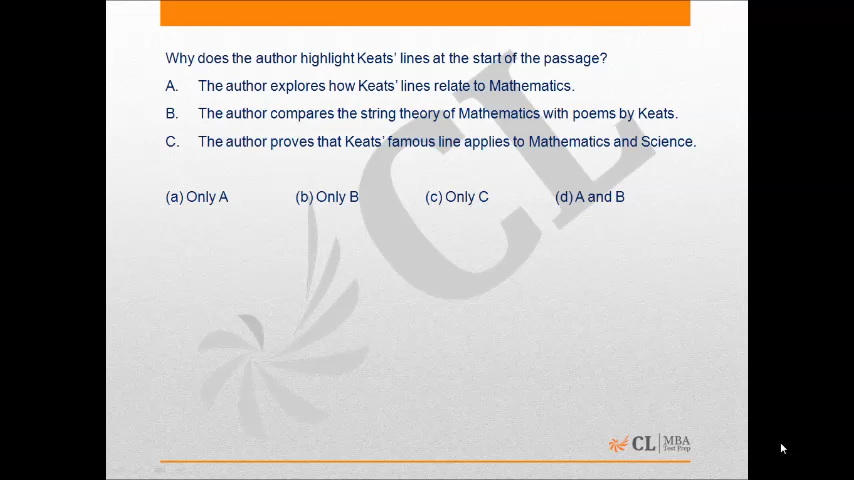 Why does the author highlight Keats' lines at the start of the passage?
A. The author explores how Keats' lines relate to Mathematics.
B. The author compares the string theory of Mathematics with poems by Keats.
C. The author proves that Keats' famous line applies to Mathematics and Science.
(a) Only A (b) Only B (c) Only C (d) A and B
CL
CL MBA
Test Prep